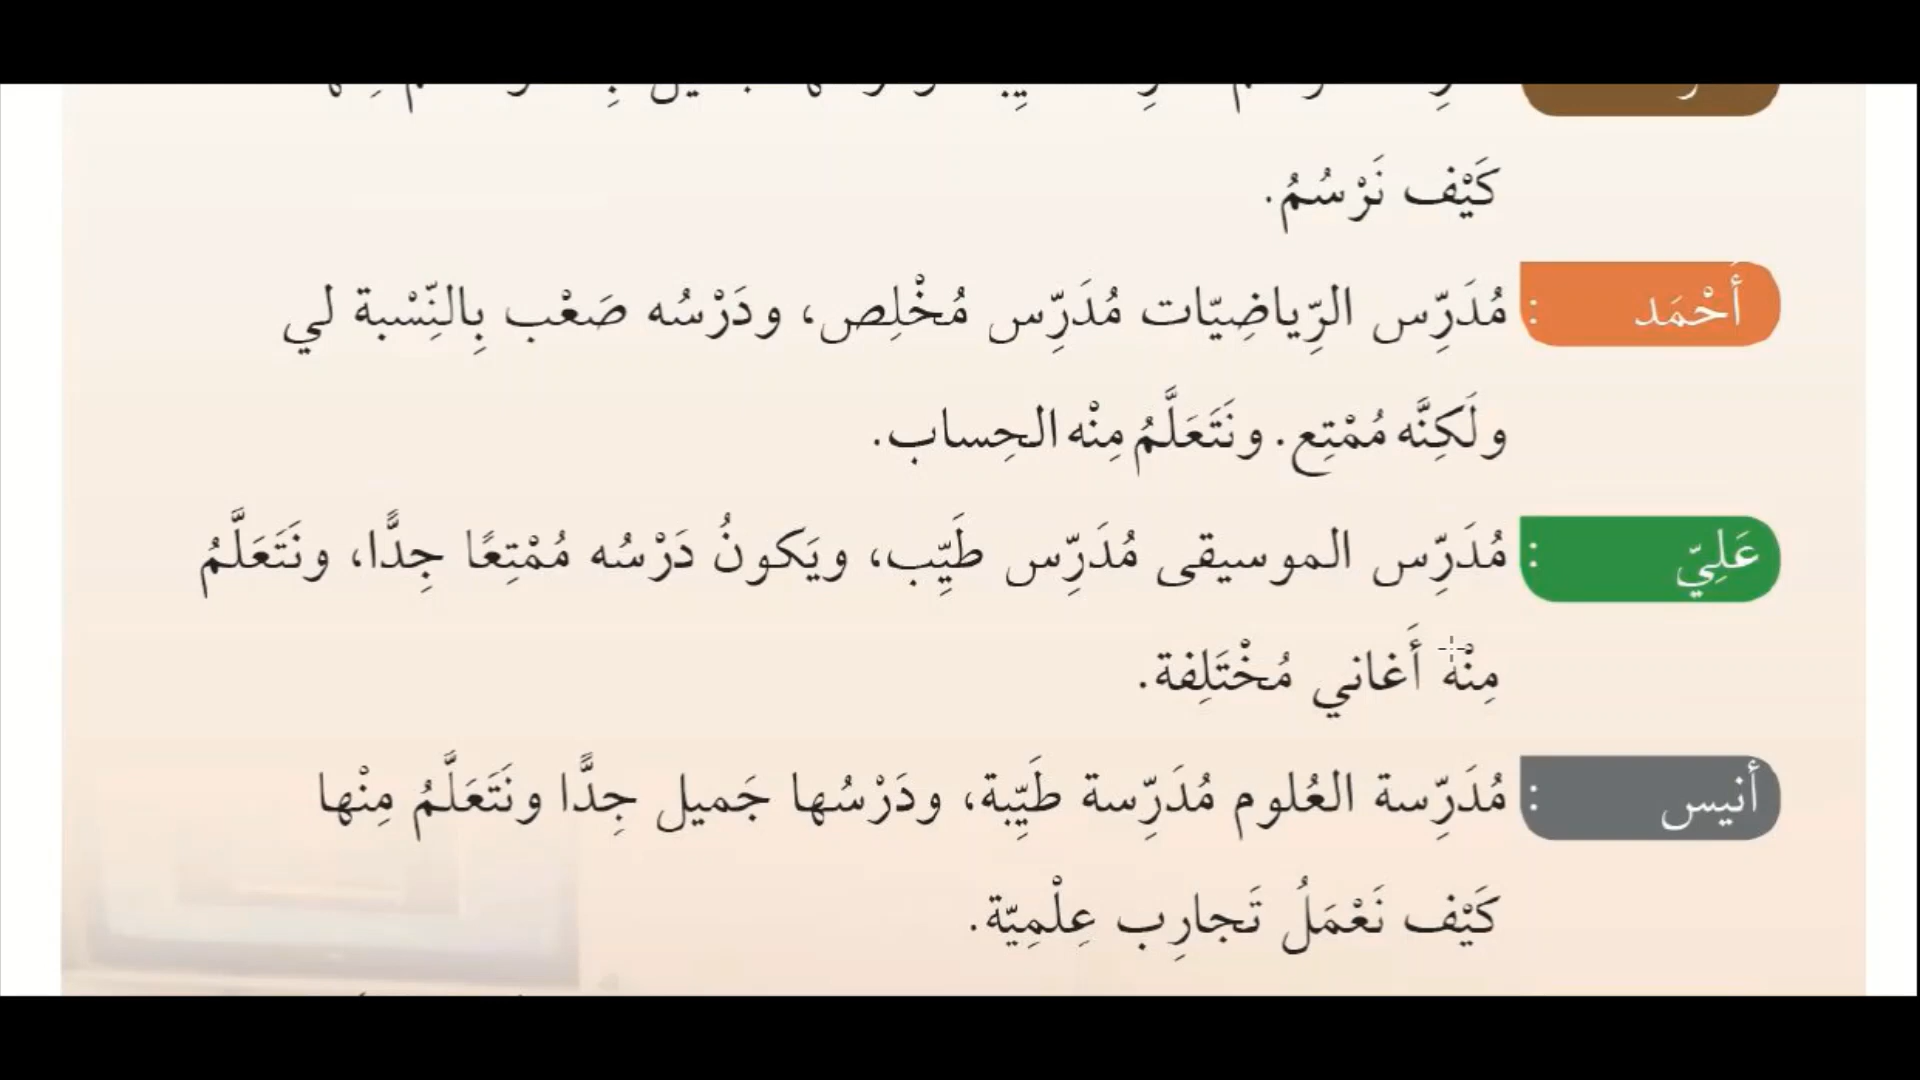 كَيْف نَرْسُمُ.
أَحْمَد : مُدَرِّس الرِّياضِيّات مُدَرِّس مُخْلِص، ودَرْسُه صَعْب بِالنِّسْبة لي
ولَكِنَّه مُمْتِع. ونَتَعَلَّمُ مِنْه الحِساب.
عَلِيّ : مُدَرِّس الموسيقى مُدَرِّس طَيِّب، ويَكونُ دَرْسُه مُمْتِعًا جِدًّا، ونَتَعَلَّمُ
مِنْه أَغاني مُخْتَلِفة.
أنيس : مُدَرِّسة العُلوم مُدَرِّسة طَيِّبة، ودَرْسُها جَميل جِدًّا ونَتَعَلَّمُ مِنْها
كَيْف نَعْمَلُ تَجارِب عِلْمِيّة.